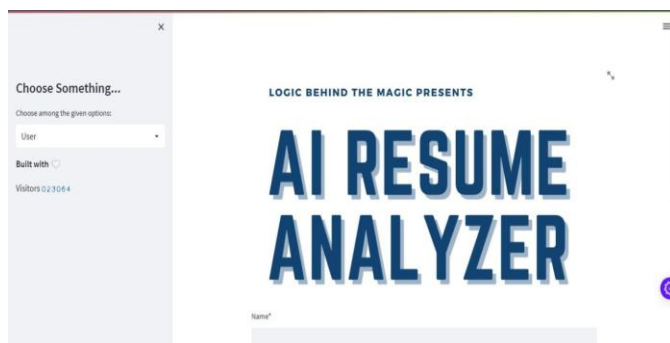 Choose Something...
Choose among the given options:
User
Built with
Visitors 023064
LOGIC BEHIND THE MAGIC PRESENTS
AI RESUME
ANALYZER
Name*